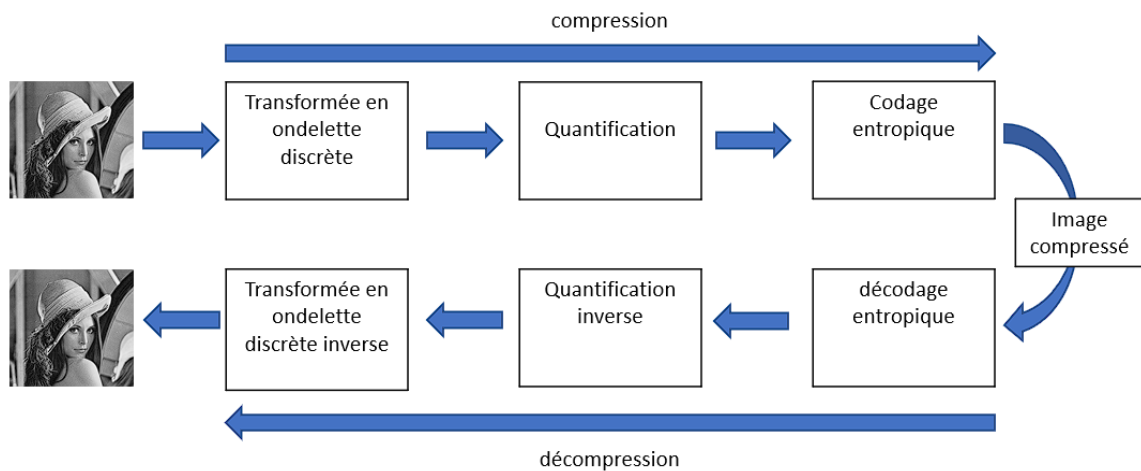 compression
Transformée en
ondelette
discrète
Quantification
Codage
entropique
Image
compressé
Transformée en
ondelette
discrète inverse
Quantification
inverse
décodage
entropique
décompression